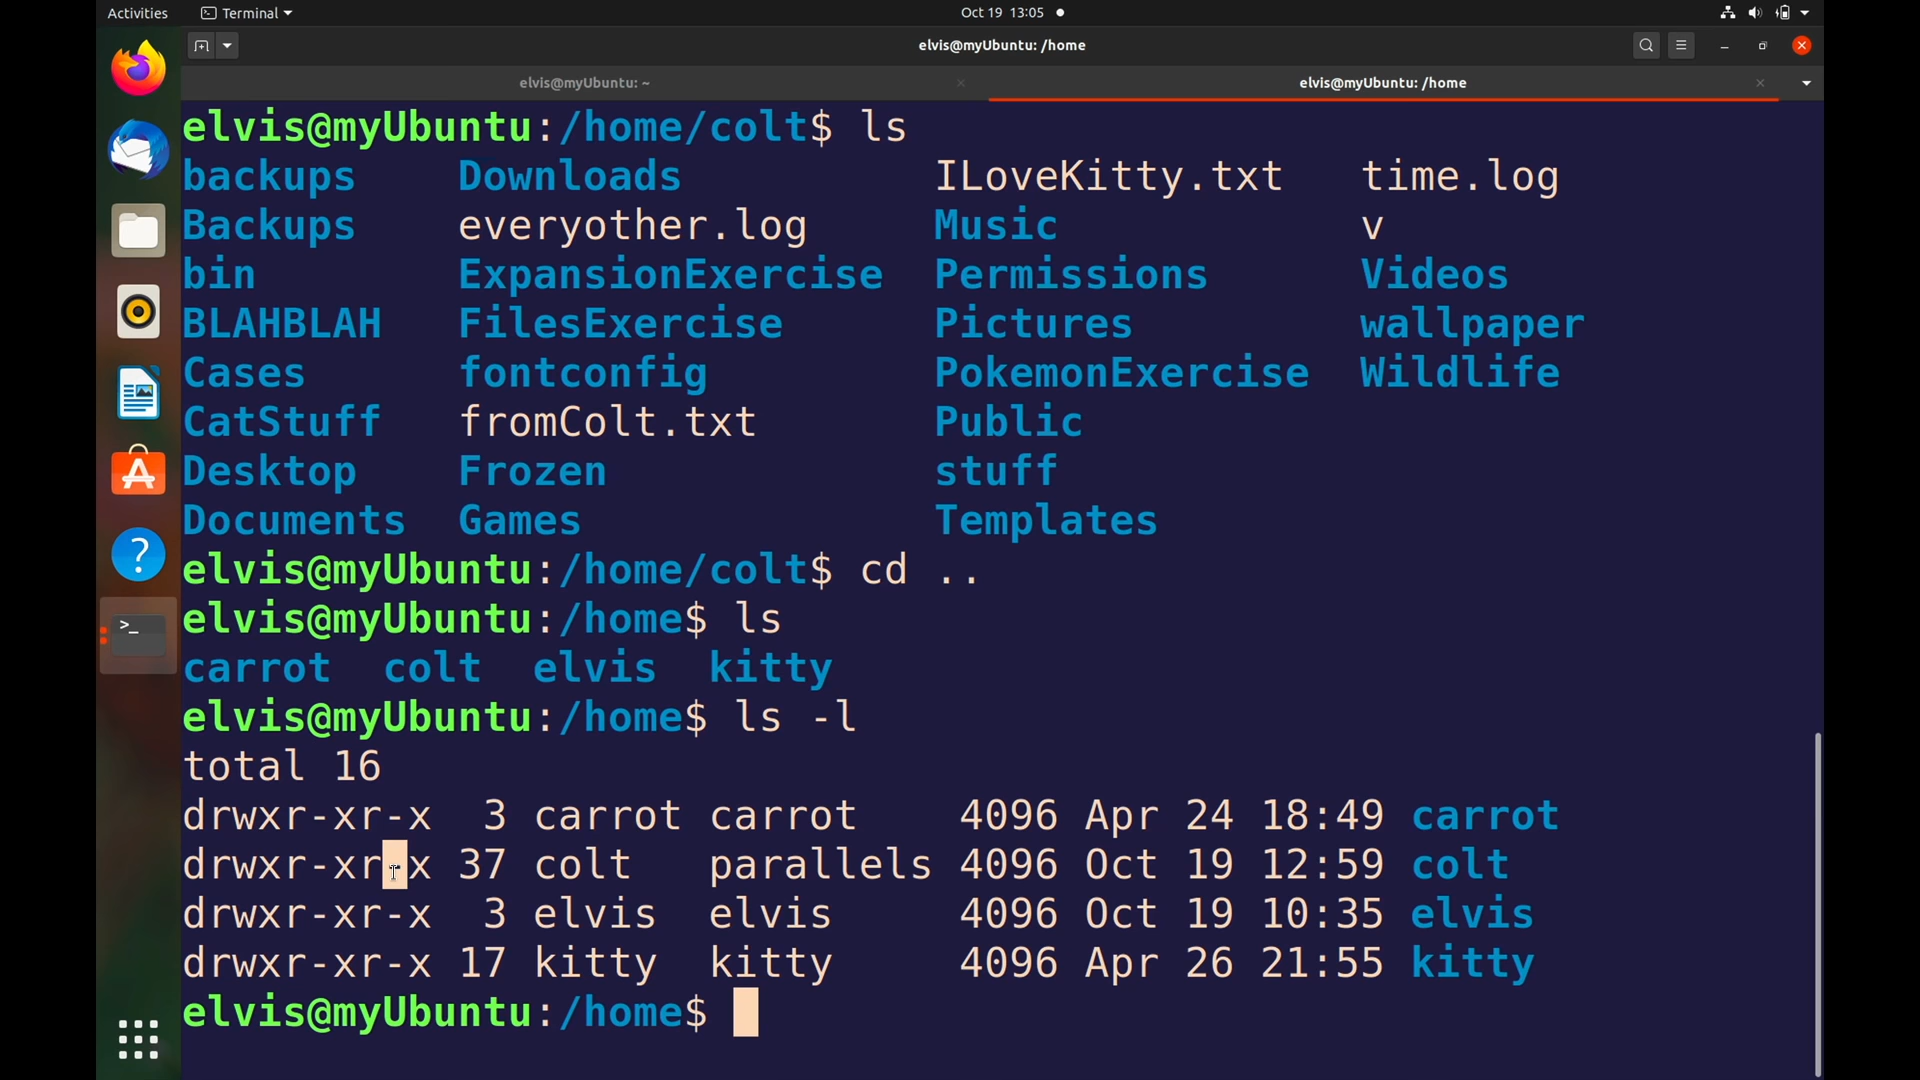 Activities Terminal Oct 19 13:05
elvis@myUbuntu: /home
elvis@myUbuntu: ~ elvis@myUbuntu: /home
elvis@myUbuntu:/home/colt$ ls
backups Downloads ILoveKitty.txt time.log
Backups everyother.log Music v
bin ExpansionExercise Permissions Videos
BLAHBLAH FilesExercise Pictures wallpaper
Cases fontconfig PokemonExercise Wildlife
CatStuff fromColt.txt Public
Desktop Frozen stuff
Documents Games Templates
elvis@myUbuntu:/home/colt$ cd ..
elvis@myUbuntu:/home$ ls
carrot colt elvis kitty
elvis@myUbuntu:/home$ ls -l
total 16
drwxr-xr-x 3 carrot carrot 4096 Apr 24 18:49 carrot
drwxr-xr-x 37 colt parallels 4096 Oct 19 12:59 colt
drwxr-xr-x 3 elvis elvis 4096 Oct 19 10:35 elvis
drwxr-xr-x 17 kitty kitty 4096 Apr 26 21:55 kitty
elvis@myUbuntu:/home$